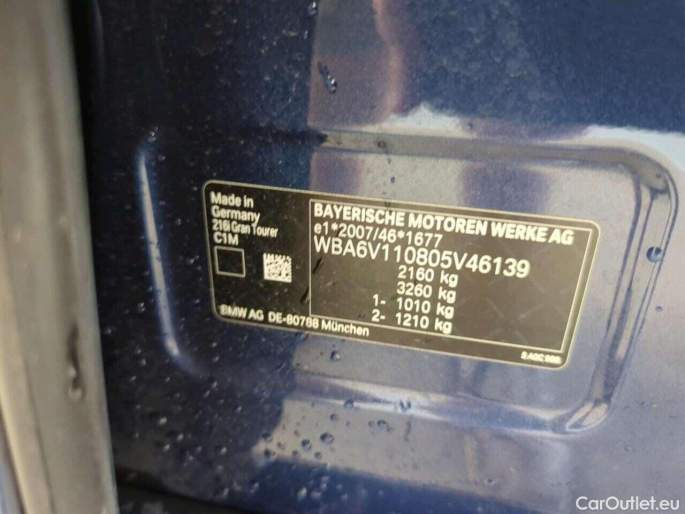 Made in
Germany
216i Gran Tourer
C1M
BAYERISCHE MOTOREN WERKE AG
e1*2007/46*1677
WBA6V110805V46139
2160 kg
3260 kg
1- 1010 kg
2- 1210 kg
BMW AG DE-80788 München
CarOutlet.eu